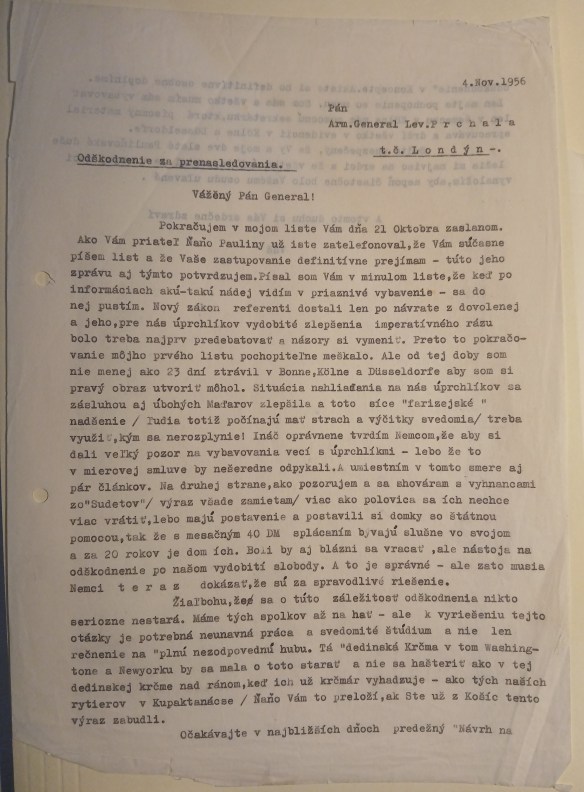 4.Nov.1956
Pán
Arm.General Lev.P r c h a l a
t.č. L o n d ý n -.
Odškodnenie za prenasledovania.
Vážěný Pán General!
Pokračujem v mojom liste Vám dňa 21 Oktobra zaslanom.
Ako Vám priateľ Ňaňo Pauliny už iste zatelefonoval,že Vám súčasne
píšem list a že Vaše zastupovanie definitívne prejímam - túto jeho
zprávu aj týmto potvrdzujem.Písal som Vám v minulom liste,že keď po
informáciach akú-takú nádej vidím v priaznivé vybavenie - sa do
nej pustím. Nový zákon referenti dostali len po návrate z dovolenej
a jeho,pre nás úprchlíkov vydobité zlepšenia imperatívného rázu
bolo treba najprv predebatovať a názory si vymeniť. Preto to pokračo-
vanie môjho prvého listu pochopiteľne meškalo. Ale od tej doby som
nie menej ako 23 dní ztrávil v Bonne,Kölne a Düsseldorfe aby som si
pravý obraz utvoriť môhol. Situácia nahliadania na nás úprchlíkov sa
zásluhou aj úbohých Maďarov zlepšila a toto sice "farizejské "
nadšenie / ľudia totiž počínajú mať strach a výčitky svedomia/ treba
využiť,kým sa nerozplynie! Ináč oprávnene tvrdím Nemcom,že aby si
dali veľký pozor na vybavovania vecí s úprchlíkmi - lebo že to
v mierovej smluve by nešeredne odpykali.A umiestním v tomto smere aj
pár článkov. Na druhej strane,ako pozorujem a sa shováram s vyhnancami
zo"Sudetov"/ výraz všade zamietam/ viac ako polovica sa ích nechce
viac vrátiť,lebo majú postavenie a postavili si domky so štátnou
pomocou,tak že s mesačným 40 DM splácaním bývajú slušne vo svojom
a za 20 rokov je dom ích. Boli by aj blázni sa vracať ,ale nástoja na
odškodnenie po našom vydobití slobody. A to je správné - ale zato musia
Nemci t e r a z dokázať,že sú za spravodlivé riešenie.
Žiaľbohu,že sa o túto záležitosť odškodnenia nikto
seriozne nestará. Máme tých spolkov až na hať - ale k vyriešeniu tejto
otázky je potrebná neunavná práca a svedomité štúdium a nie len
rečnenie na "plnú nezodpovednú hubu. Tá "dedinská Krčma v tom Washing-
tone a Newyorku by sa mala o toto starať a nie sa hašteriť ako v tej
dedinskej krčme nad ránom,keď ich už krčmár vyhadzuje - ako tých naších
rytierov v Kupaktanácse / Ňaňo Vám to preloží,ak Ste už z Košíc tento
výraz zabudli.
Očakávajte v najbližších dňoch predežný "Návrh na